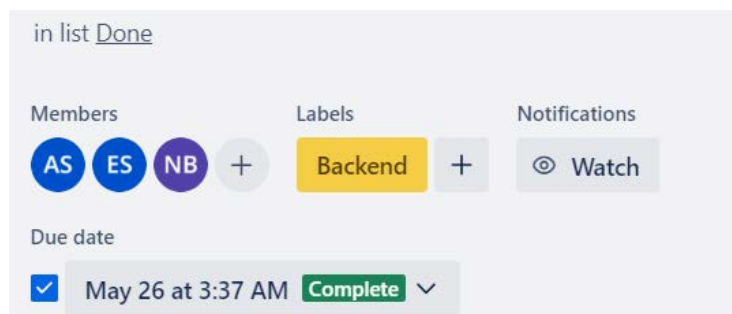 in list Done
Members Labels Notifications
AS ES NB + Backend + Watch
Due date
May 26 at 3:37 AM Complete